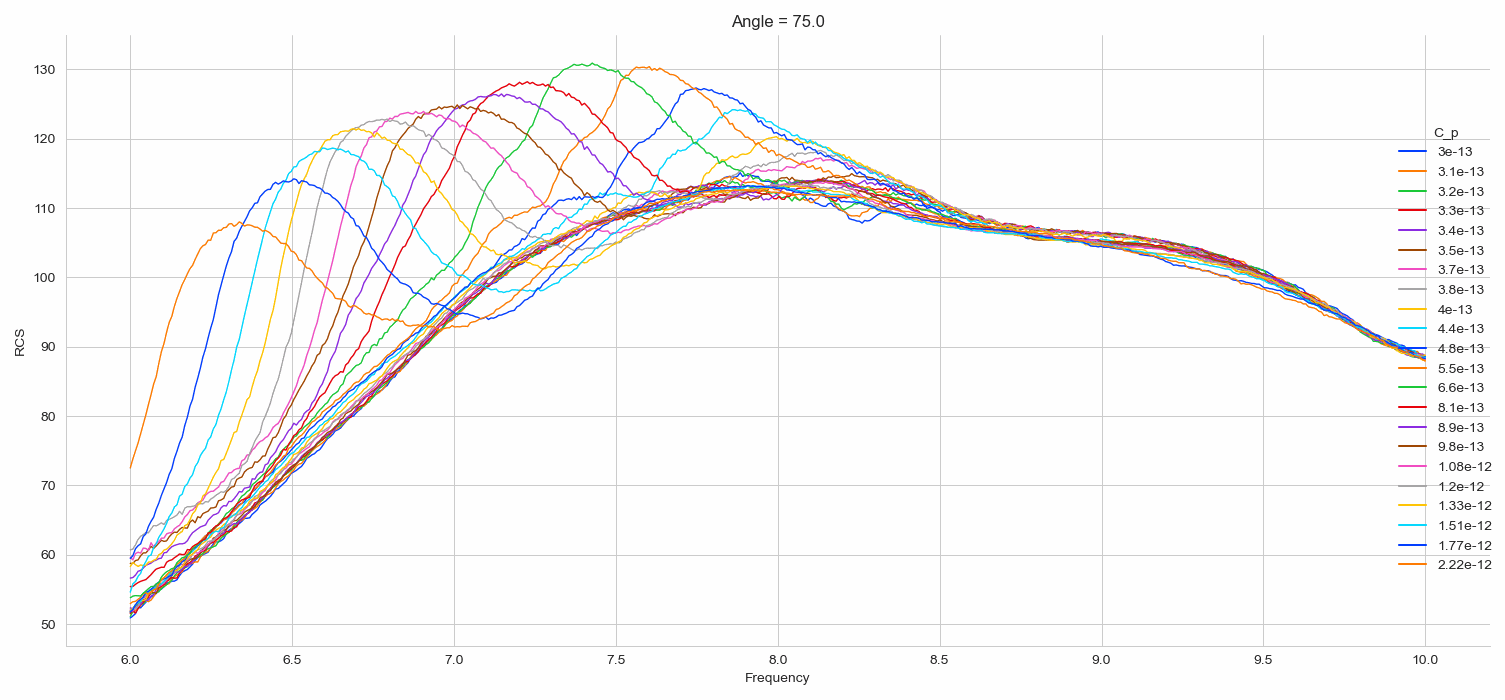 Angle = 75.0
130
120
110
100
90
80
70
60
50
RCS
6.0
6.5
7.0
7.5
8.0
8.5
9.0
9.5
10.0
Frequency
C_p
3e-13
3.1e-13
3.2e-13
3.3e-13
3.4e-13
3.5e-13
3.7e-13
3.8e-13
4e-13
4.4e-13
4.8e-13
5.5e-13
6.6e-13
8.1e-13
8.9e-13
9.8e-13
1.08e-12
1.2e-12
1.33e-12
1.51e-12
1.77e-12
2.22e-12